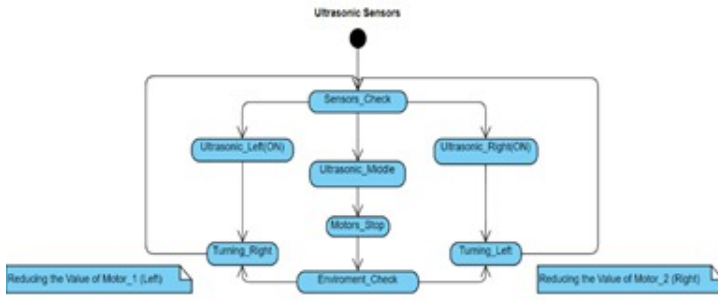 Ultrasonic Sensors
Sensors_Check
Ultrasonic_Left(ON)
Ultrasonic_Right(ON)
Ultrasonic_Middle
Motors_Stop
Turning_Right
Turning_Left
Reducing the Value of Motor_1 (Left)
Enviroment_Check
Reducing the Value of Motor_2 (Right)